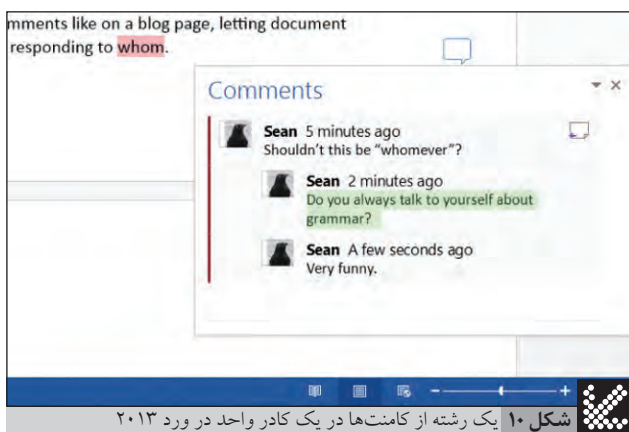 mments like on a blog page, letting document
responding to whom.
Comments
Sean 5 minutes ago
Shouldn't this be “whomever”?
Sean 2 minutes ago
Do you always talk to yourself about
grammar?
Sean A few seconds ago
Very funny.
شکل ۱۰ یک رشته از کامنت‌ها در یک کادر واحد در ورد ۲۰۱۳